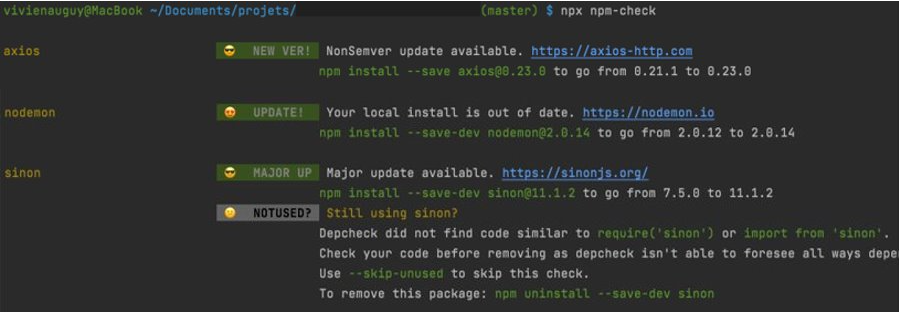 vivienauguy@MacBook ~/Documents/projets/ (master) $ npx npm-check
axios 😎 NEW VER! NonSemver update available. https://axios-http.com
npm install --save axios@0.23.0 to go from 0.21.1 to 0.23.0
nodemon 😍 UPDATE! Your local install is out of date. https://nodemon.io
npm install --save-dev nodemon@2.0.14 to go from 2.0.12 to 2.0.14
sinon 😎 MAJOR UP Major update available. https://sinonjs.org/
npm install --save-dev sinon@11.1.2 to go from 7.5.0 to 11.1.2
😕 NOTUSED? Still using sinon?
Depcheck did not find code similar to require('sinon') or import from 'sinon'.
Check your code before removing as depcheck isn't able to foresee all ways depe
Use --skip-unused to skip this check.
To remove this package: npm uninstall --save-dev sinon